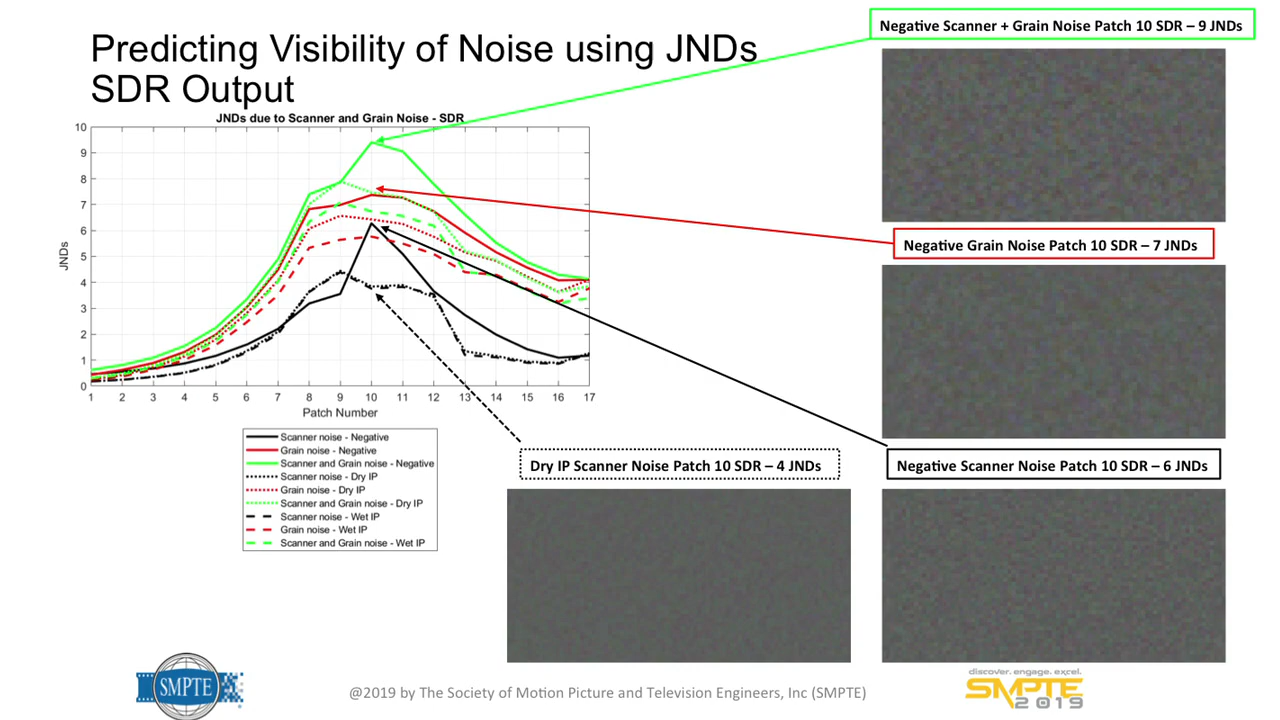 Predicting Visibility of Noise using JNDs
SDR Output
Negative Scanner + Grain Noise Patch 10 SDR – 9 JNDs
JNDs due to Scanner and Grain Noise - SDR
10
9
8
7
6
5
4
3
2
1
0
JNDs
1 2 3 4 5 6 7 8 9 10 11 12 13 14 15 16 17
Patch Number
Scanner noise - Negative
Grain noise - Negative
Scanner and Grain noise - Negative
Scanner noise - Dry IP
Grain noise - Dry IP
Scanner and Grain noise - Dry IP
Scanner noise - Wet IP
Grain noise - Wet IP
Scanner and Grain noise - Wet IP
Negative Grain Noise Patch 10 SDR – 7 JNDs
Dry IP Scanner Noise Patch 10 SDR – 4 JNDs
Negative Scanner Noise Patch 10 SDR – 6 JNDs
SMPTE
@2019 by The Society of Motion Picture and Television Engineers, Inc (SMPTE)
discover. engage. excel.
SMPTE
2019